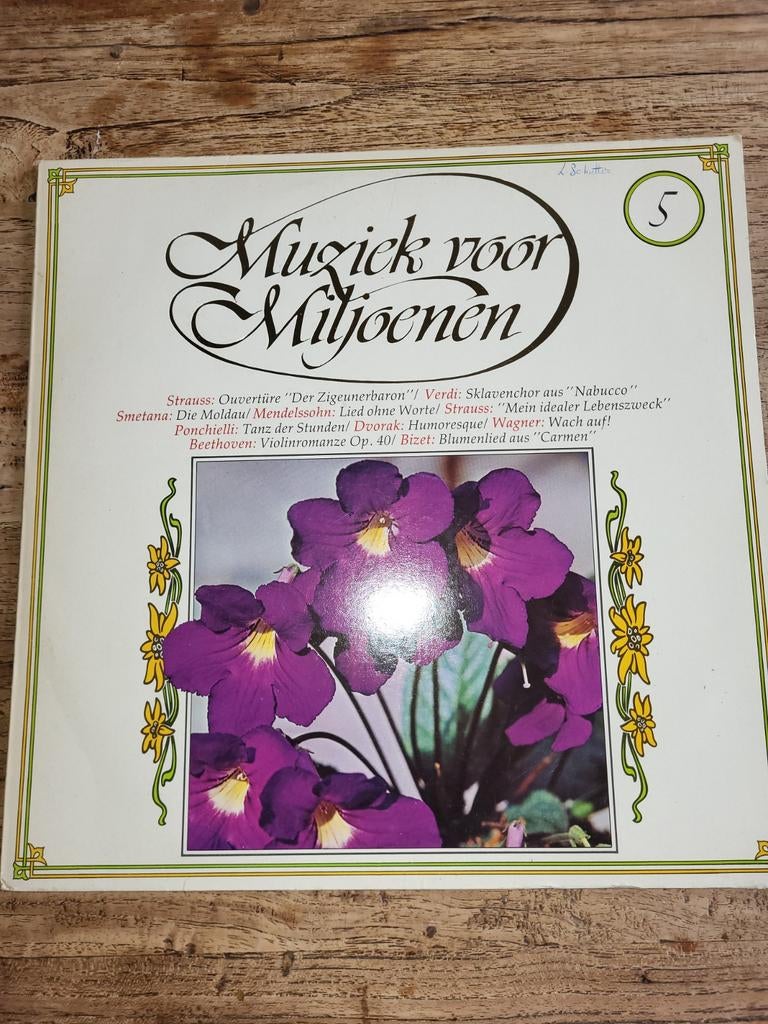 L. Schutter
5
Muziek voor
Miljoenen
Strauss: Ouvertüre "Der Zigeunerbaron"/ Verdi: Sklavenchor aus "Nabucco"
Smetana: Die Moldau/ Mendelssohn: Lied ohne Worte/ Strauss: "Mein idealer Lebenszweck"
Ponchielli: Tanz der Stunden/ Dvorak: Humoresque/ Wagner: Wach auf!
Beethoven: Violinromanze Op. 40/ Bizet: Blumenlied aus "Carmen"